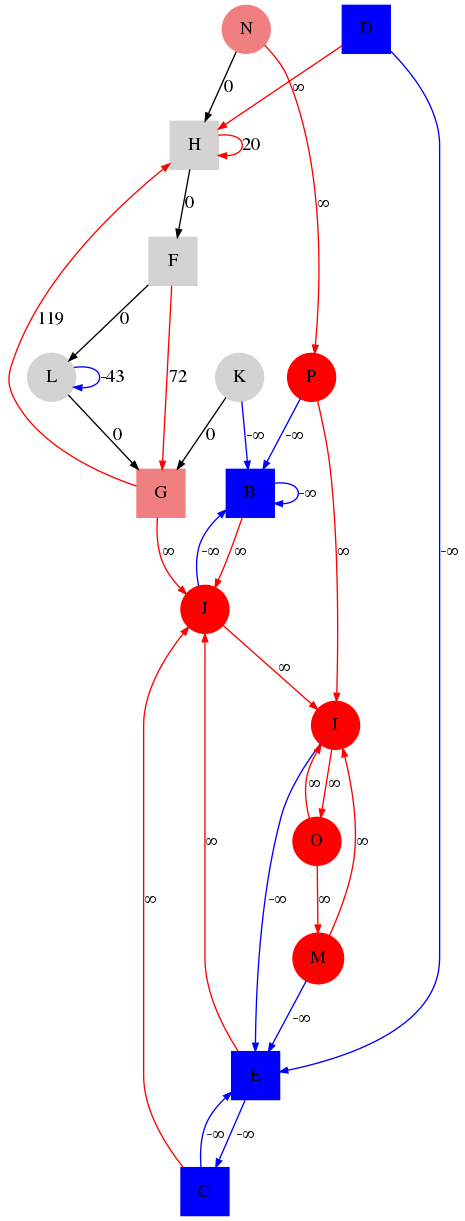 N D
0 ∞
H 20
0 ∞
F
119 0 72
L -43 K P
0 0 -∞ -∞
G B -∞
∞ -∞ ∞ ∞ -∞
J
∞
I
∞ ∞
O ∞
∞ ∞ -∞ ∞
M
-∞
E
-∞ -∞
C